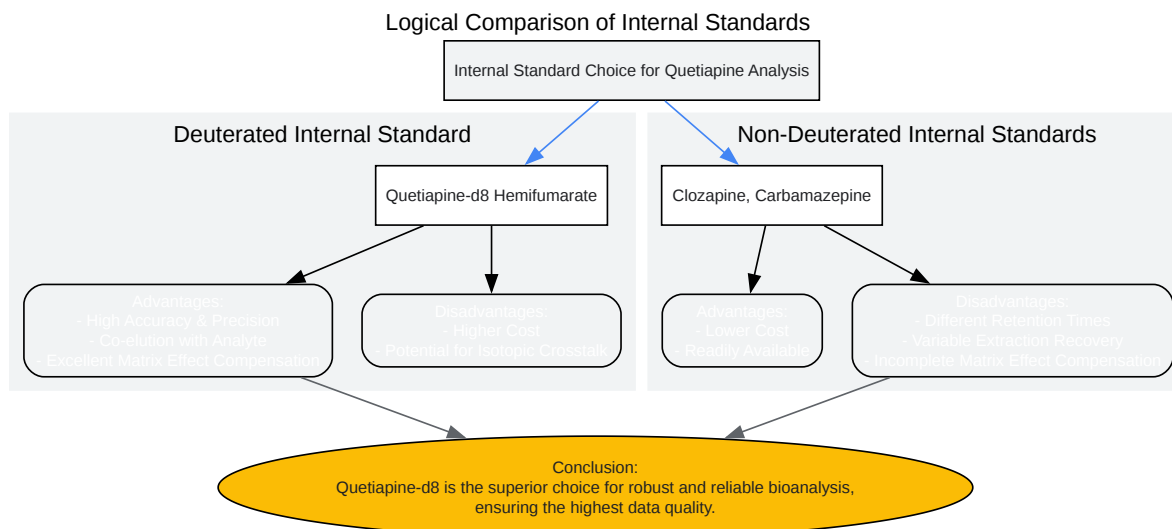 Logical Comparison of Internal Standards
Internal Standard Choice for Quetiapine Analysis
Deuterated Internal Standard
Non-Deuterated Internal Standards
Quetiapine-d8 Hemifumarate
Clozapine, Carbamazepine
Advantages:
- High Accuracy & Precision
- Co-elution with Analyte
- Excellent Matrix Effect Compensation
Disadvantages:
- Higher Cost
- Potential for Isotopic Crosstalk
Advantages:
- Lower Cost
- Readily Available
Disadvantages:
- Different Retention Times
- Variable Extraction Recovery
- Incomplete Matrix Effect Compensation
Conclusion:
Quetiapine-d8 is the superior choice for robust and reliable bioanalysis,
ensuring the highest data quality.